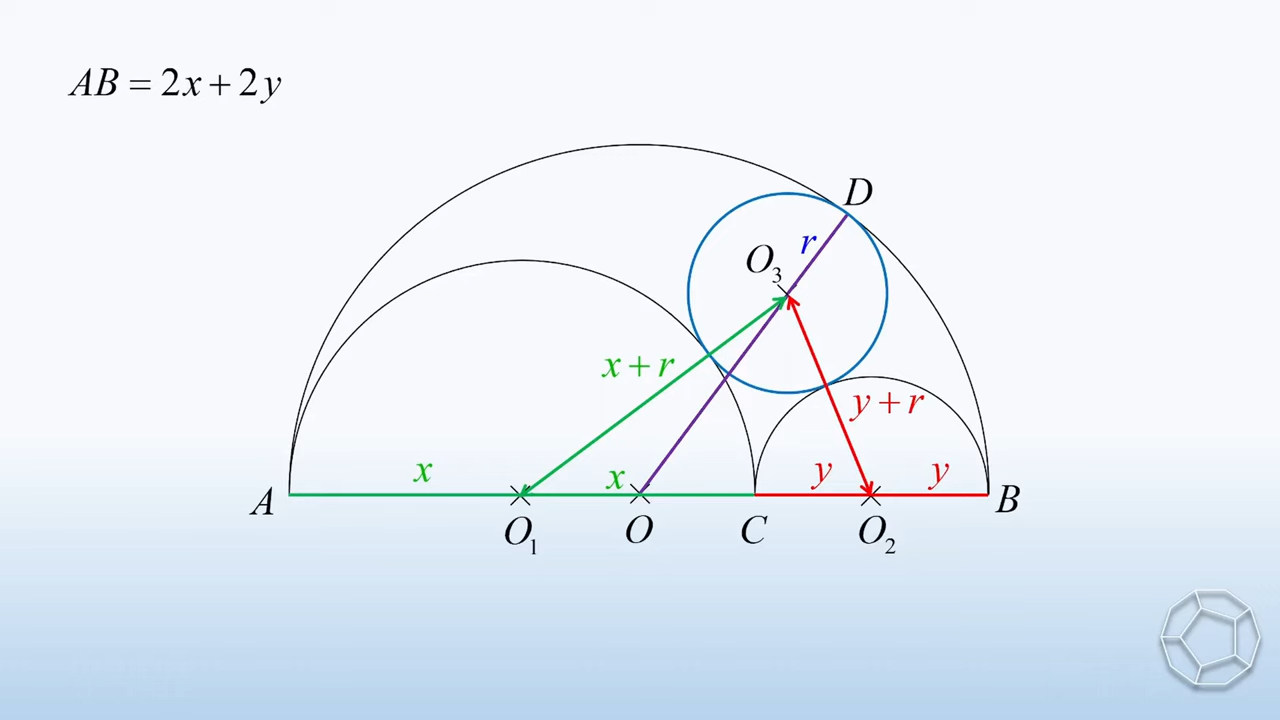 AB = 2x + 2y
D
r
O₃
x + r
y + r
x
x
y
y
A
B
O₁
O
C
O₂